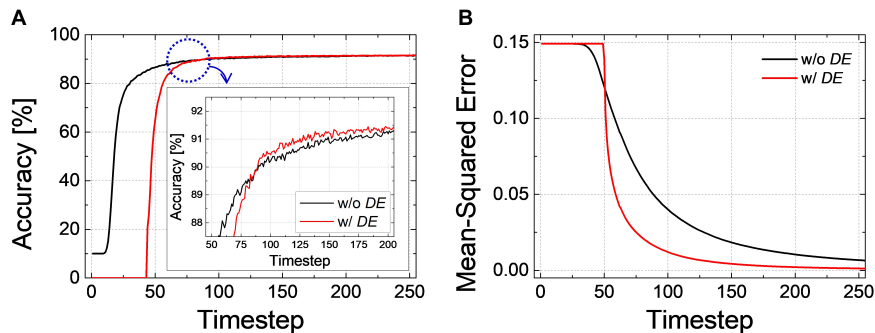 A
Accuracy [%]
100
80
60
40
20
0
0
50
100
150
200
250
Timestep
Accuracy [%]
92
91
90
89
88
50
75
100
125
150
175
200
Timestep
w/o DE
w/ DE
B
Mean-Squared Error
0.15
0.10
0.05
0.00
0
50
100
150
200
250
Timestep
w/o DE
w/ DE